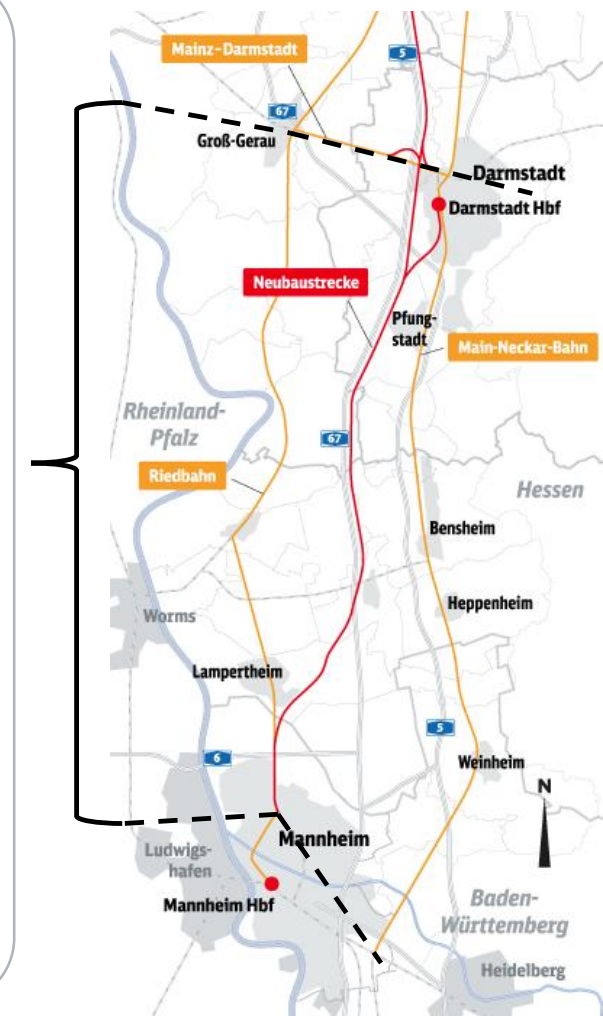 Mainz-Darmstadt
5
67
Groß-Gerau
Darmstadt
Darmstadt Hbf
Neubaustrecke
Pfung-
stadt
Main-Neckar-Bahn
Rheinland-
Pfalz
67
Riedbahn
Hessen
Bensheim
Worms
Heppenheim
Lampertheim
5
6
Weinheim
N
Mannheim
Ludwigs-
hafen
Mannheim Hbf
Baden-
Württemberg
Heidelberg